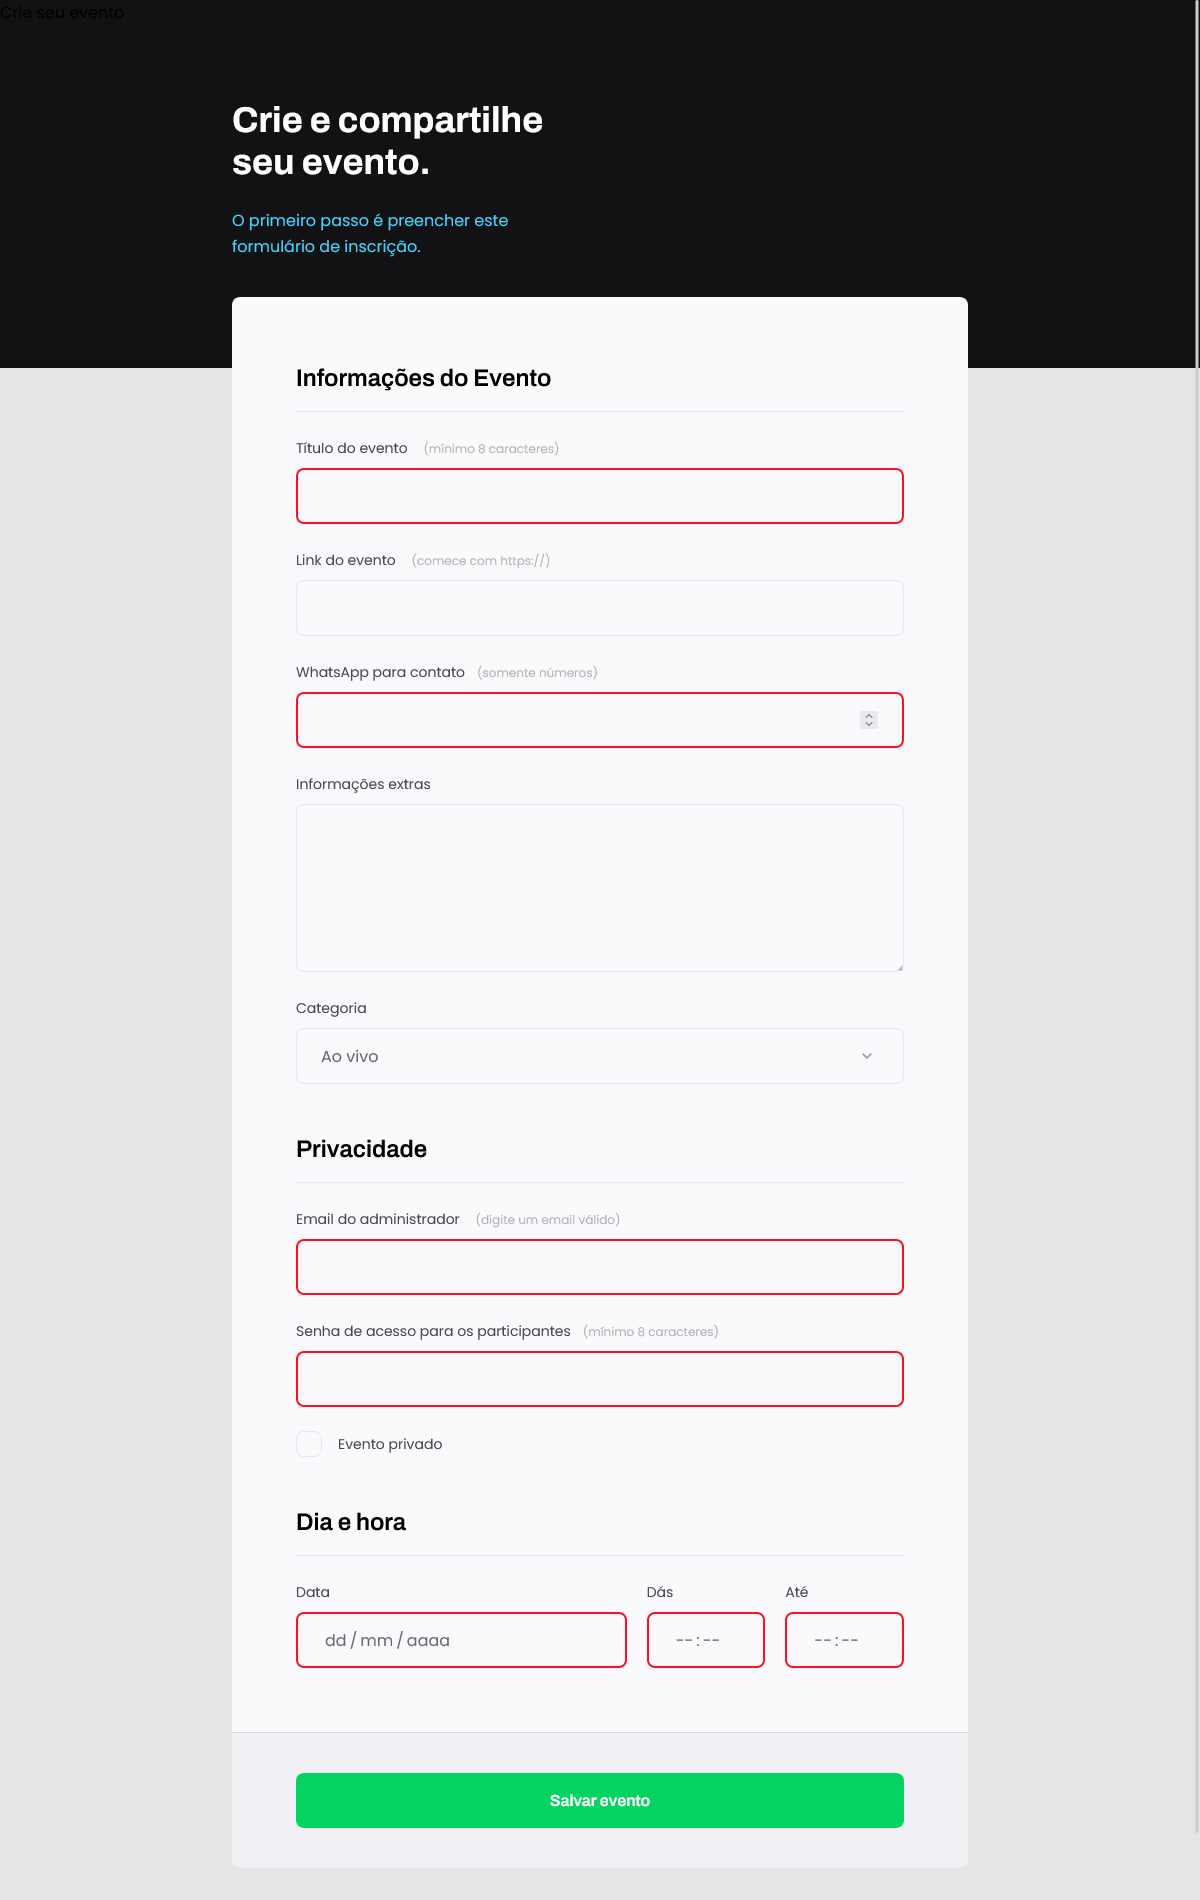 Crie seu evento
Crie e compartilhe
seu evento.
O primeiro passo é preencher este
formulário de inscrição.
Informações do Evento
Título do evento (mínimo 8 caracteres)
Link do evento (comece com https://)
WhatsApp para contato (somente números)
Informações extras
Categoria
Ao vivo
Privacidade
Email do administrador (digite um email válido)
Senha de acesso para os participantes (mínimo 8 caracteres)
Evento privado
Dia e hora
Data Dás Até
dd/mm/aaaa --:-- --:--
Salvar evento